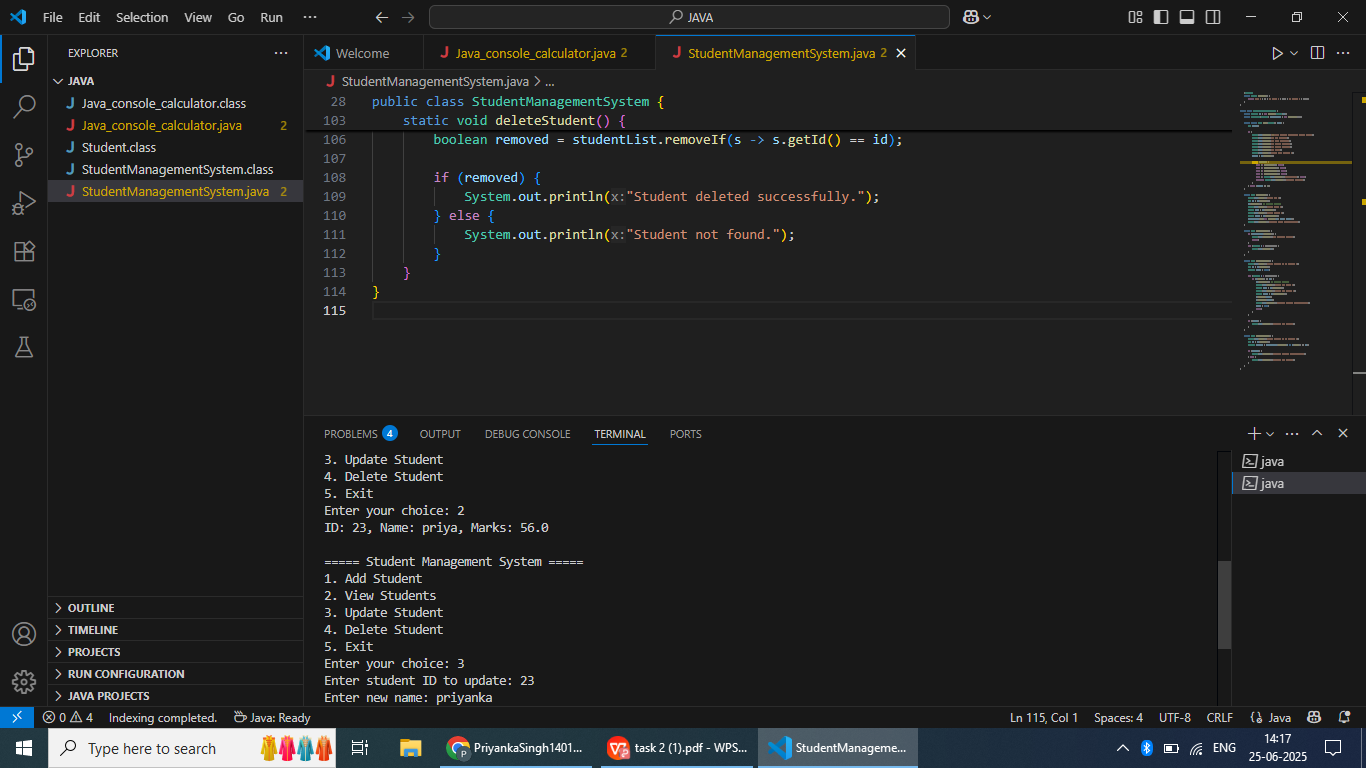 File Edit Selection View Go Run ··· JAVA
EXPLORER ···
JAVA
Java_console_calculator.class
Java_console_calculator.java 2
Student.class
StudentManagementSystem.class
StudentManagementSystem.java 2
OUTLINE
TIMELINE
PROJECTS
RUN CONFIGURATION
JAVA PROJECTS
Welcome Java_console_calculator.java 2 StudentManagementSystem.java 2
StudentManagementSystem.java > ...
28 public class StudentManagementSystem {
103 static void deleteStudent() {
106 boolean removed = studentList.removeIf(s -> s.getId() == id);
107
108 if (removed) {
109 System.out.println(x:"Student deleted successfully.");
110 } else {
111 System.out.println(x:"Student not found.");
112 }
113 }
114 }
115
PROBLEMS 4 OUTPUT DEBUG CONSOLE TERMINAL PORTS
3. Update Student
4. Delete Student
5. Exit
Enter your choice: 2
ID: 23, Name: priya, Marks: 56.0
===== Student Management System =====
1. Add Student
2. View Students
3. Update Student
4. Delete Student
5. Exit
Enter your choice: 3
Enter student ID to update: 23
Enter new name: priyanka
java
java
0 4 Indexing completed. Java: Ready Ln 115, Col 1 Spaces: 4 UTF-8 CRLF {} Java
Type here to search PriyankaSingh1401... task 2 (1).pdf - WPS... StudentManageme... ENG 14:17
25-06-2025